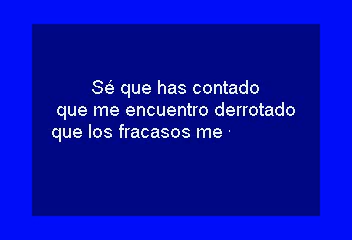 Sé que has contado
que me encuentro derrotado
que los fracasos me